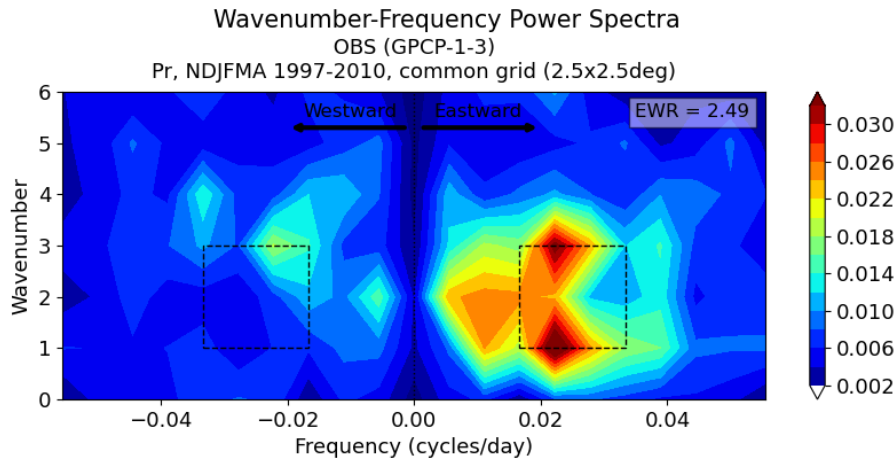 Wavenumber-Frequency Power Spectra
OBS (GPCP-1-3)
Pr, NDJFMA 1997-2010, common grid (2.5x2.5deg)
Westward
Eastward
EWR = 2.49
Wavenumber
6
5
4
3
2
1
0
−0.04
−0.02
0.00
0.02
0.04
Frequency (cycles/day)
0.030
0.026
0.022
0.018
0.014
0.010
0.006
0.002